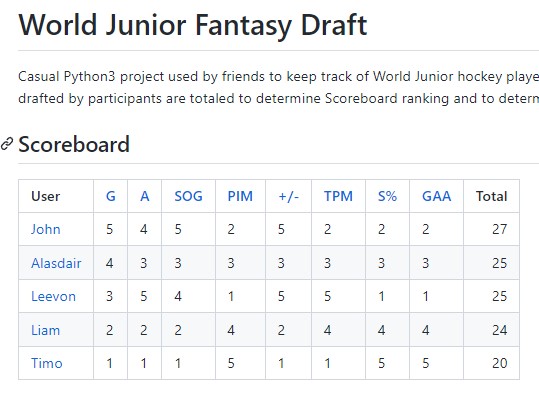 World Junior Fantasy Draft
Casual Python3 project used by friends to keep track of World Junior hockey playe
drafted by participants are totaled to determine Scoreboard ranking and to determ
Scoreboard
User G A SOG PIM +/- TPM S% GAA Total
John 5 4 5 2 5 2 2 2 27
Alasdair 4 3 3 3 3 3 3 3 25
Leevon 3 5 4 1 5 5 1 1 25
Liam 2 2 2 4 2 4 4 4 24
Timo 1 1 1 5 1 1 5 5 20